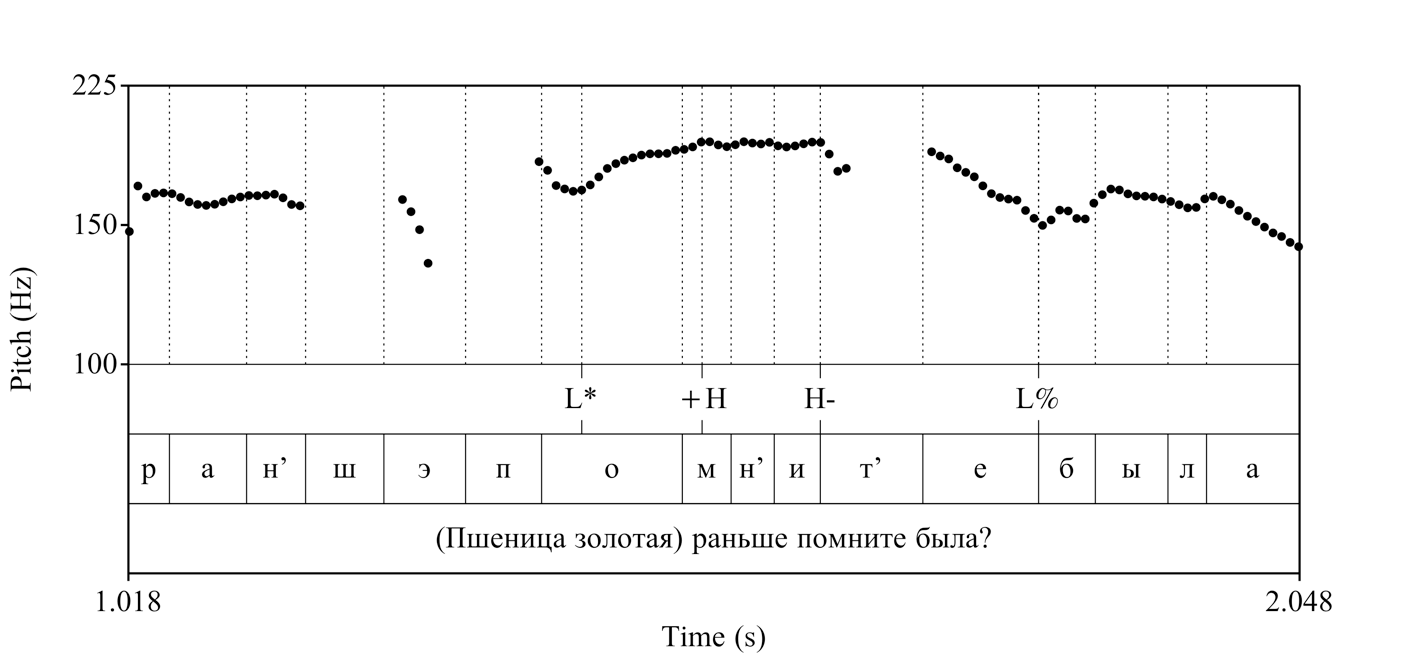 225
150
100
Pitch (Hz)
L* +H H- L%
р а н’ ш э п о м н’ и т’ е б ы л а
(Пшеница золотая) раньше помните была?
1.018 2.048
Time (s)